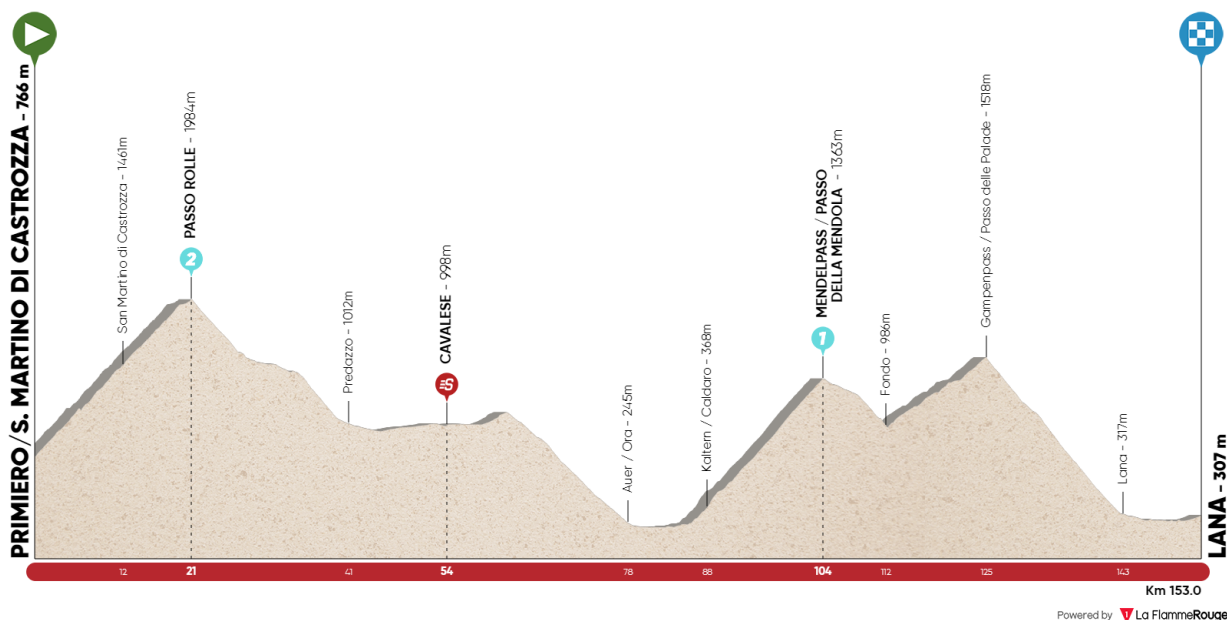 PRIMIERO/S. MARTINO DI CASTROZZA - 766 m
San Martino di Castrozza - 1461m
PASSO ROLLE - 1984m
2
Predazzo - 1012m
CAVALESE - 998m
S
Auer / Ora - 245m
Kaltern / Caldaro - 368m
MENDELPASS / PASSO
DELLA MENDOLA - 1363m
1
Fondo - 986m
Gampenpass / Passo delle Palade - 1518m
Lana - 317m
LANA - 307 m
12
21
41
54
78
88
104
112
125
143
Km 153.0
Powered by La FlammeRouge